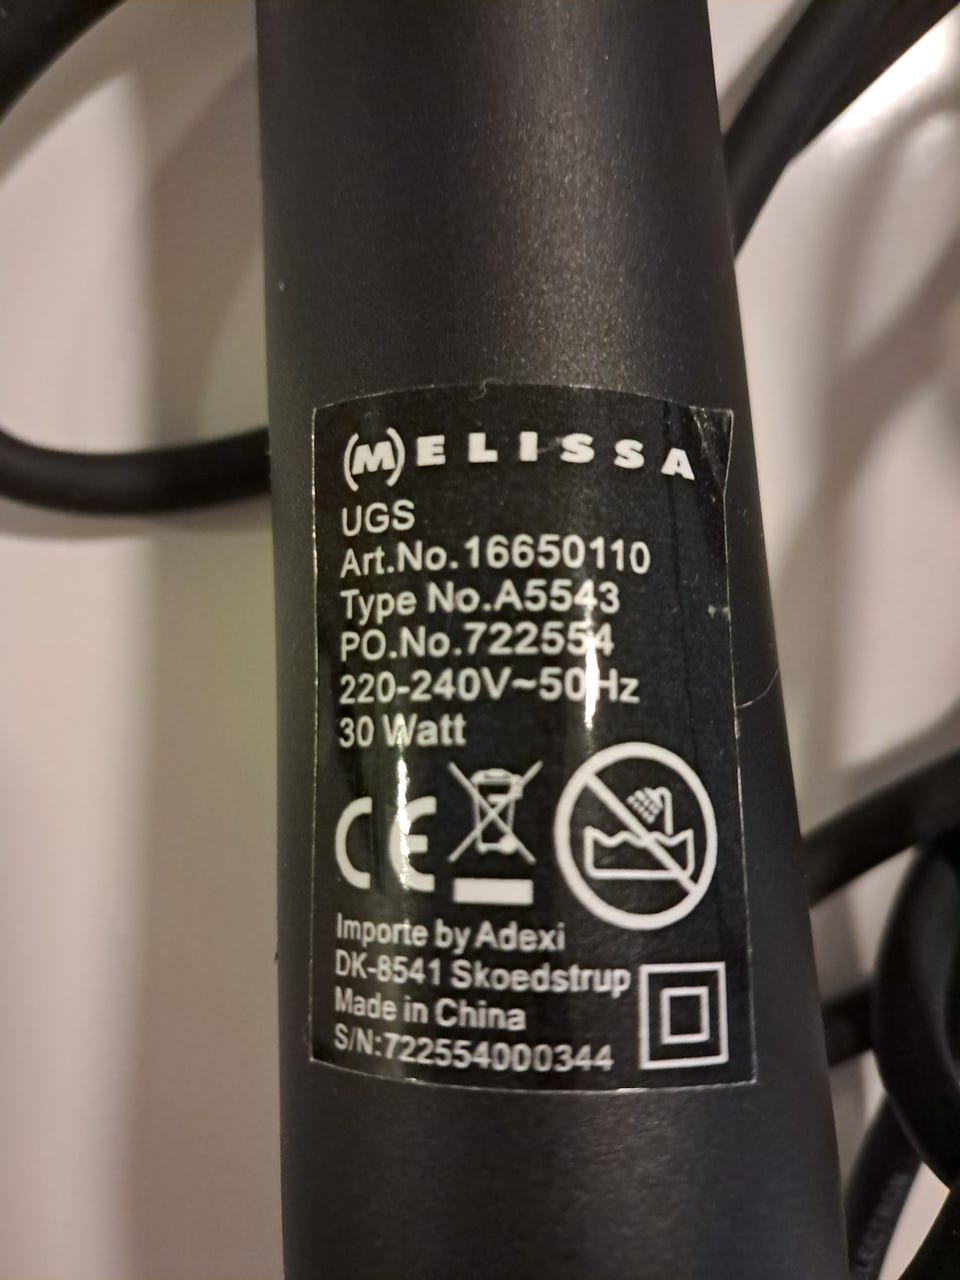 (M)ELISSA
UGS
Art.No.16650110
Type No.A5543
PO.No.722554
220-240V~50Hz
30 Watt
CE
Importe by Adexi
DK-8541 Skoedstrup
Made in China
S/N:722554000344